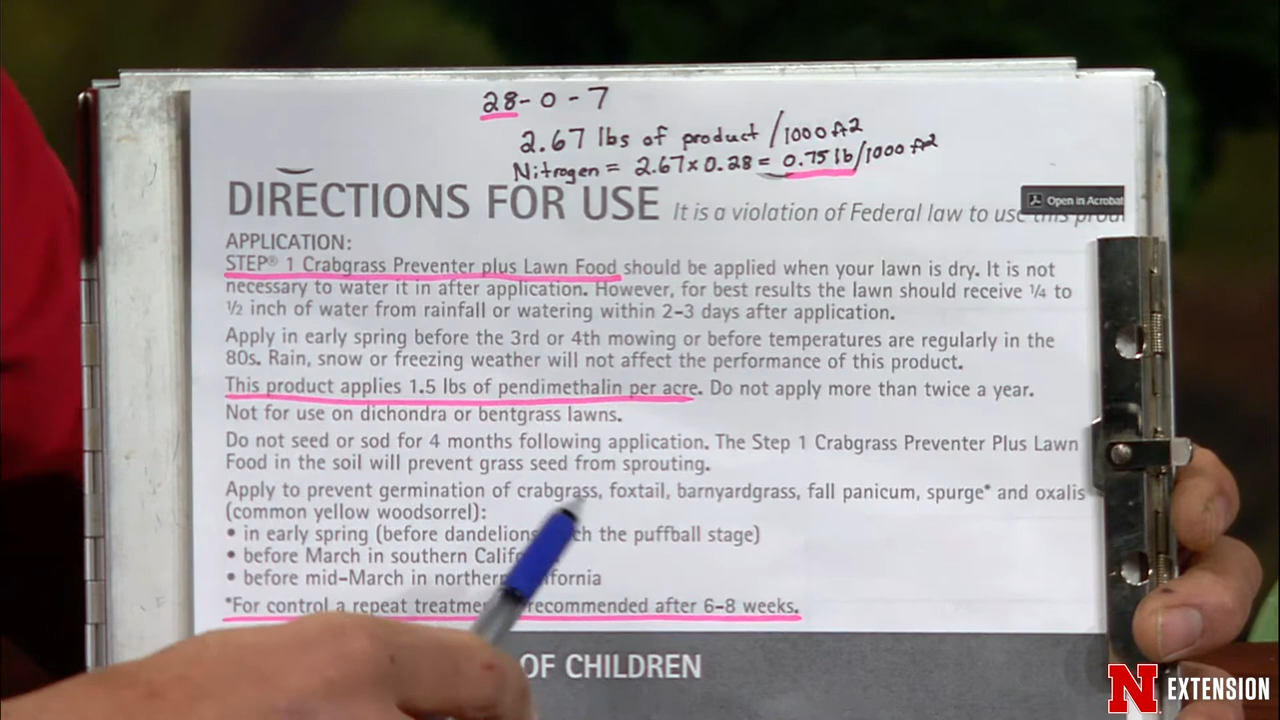 28-0-7
2.67 lbs of product /1000 ft2
Nitrogen = 2.67x0.28 = 0.75 lb/1000 ft2
DIRECTIONS FOR USE It is a violation of Federal law to use this
Open in Acrobat
APPLICATION:
STEP® 1 Crabgrass Preventer plus Lawn Food should be applied when your lawn is dry. It is not
necessary to water it in after application. However, for best results the lawn should receive ¼ to
½ inch of water from rainfall or watering within 2-3 days after application.
Apply in early spring before the 3rd or 4th mowing or before temperatures are regularly in the
80s. Rain, snow or freezing weather will not affect the performance of this product.
This product applies 1.5 lbs of pendimethalin per acre. Do not apply more than twice a year.
Not for use on dichondra or bentgrass lawns.
Do not seed or sod for 4 months following application. The Step 1 Crabgrass Preventer Plus Lawn
Food in the soil will prevent grass seed from sprouting.
Apply to prevent germination of crabgrass, foxtail, barnyardgrass, fall panicum, spurge* and oxalis
(common yellow woodsorrel):
• in early spring (before dandelions the puffball stage)
• before March in southern
• before mid-March in northern
*For control a repeat recommended after 6-8 weeks.
OF CHILDREN
N EXTENSION